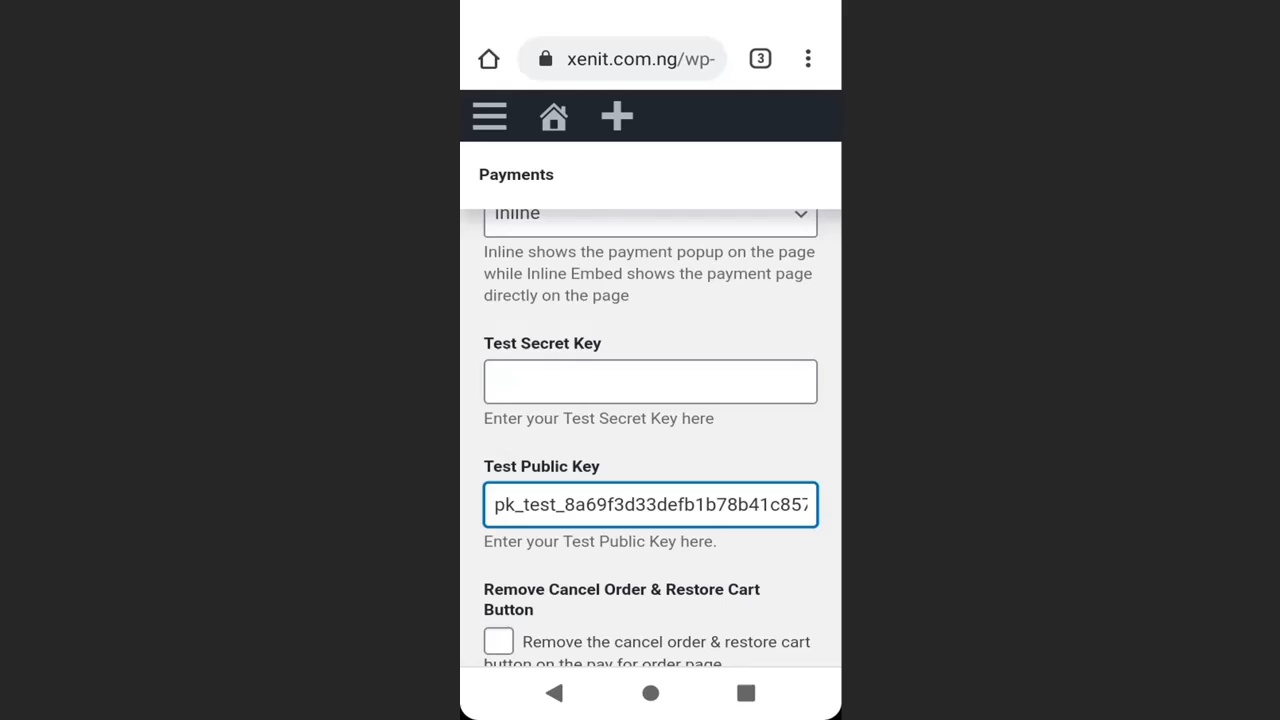 xenit.com.ng/wp-
3
Payments
Inline
Inline shows the payment popup on the page
while Inline Embed shows the payment page
directly on the page
Test Secret Key
Enter your Test Secret Key here
Test Public Key
pk_test_8a69f3d33defb1b78b41c857
Enter your Test Public Key here.
Remove Cancel Order & Restore Cart
Button
Remove the cancel order & restore cart
button on the pay for order page